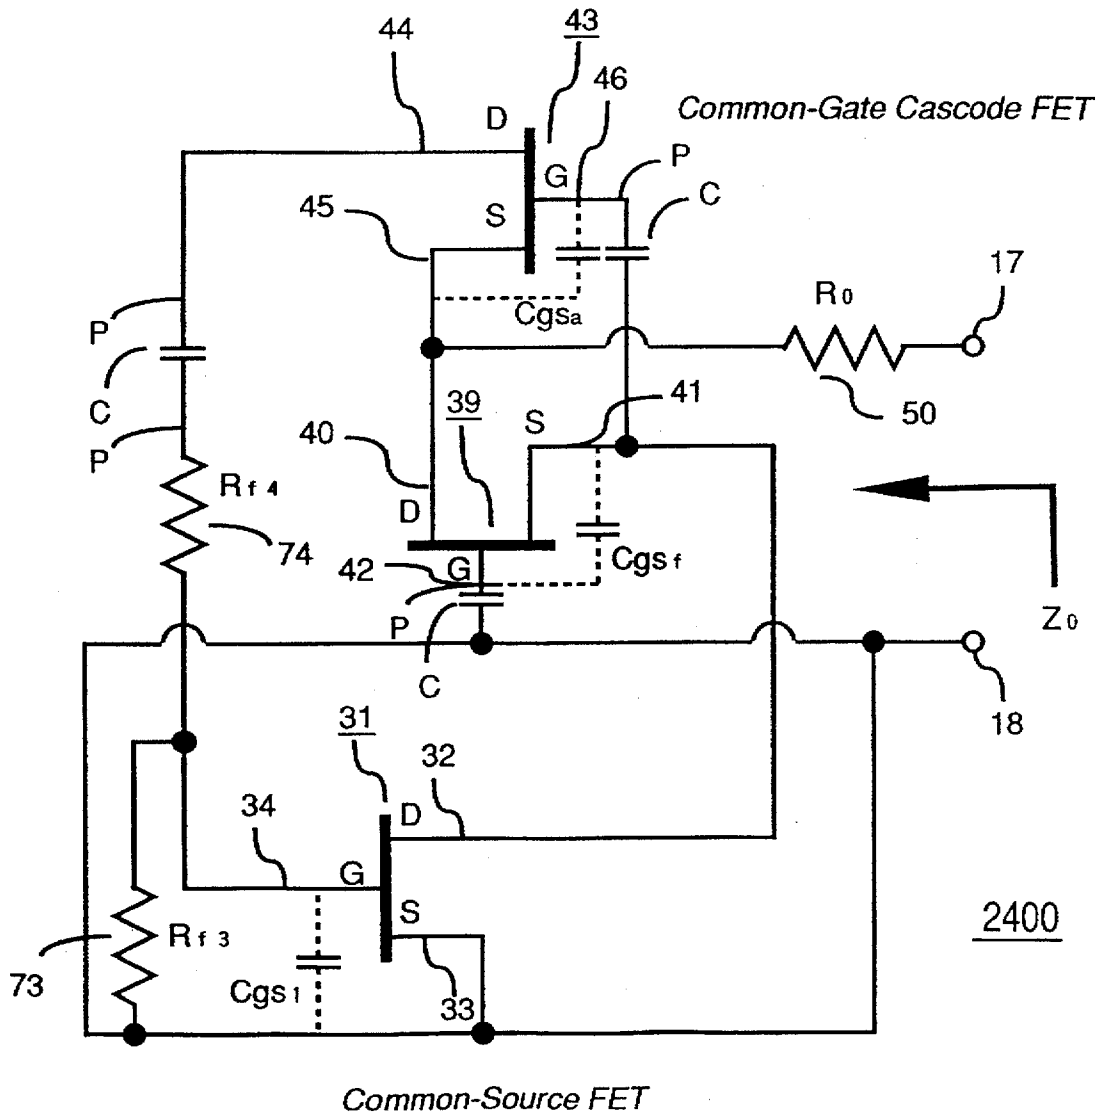 44
43
46
Common-Gate Cascode FET
D
P
G
C
45
S
17
R0
Cgsa
P
41
50
C
39
S
40
P
Rf4
D
74
Cgsf
42
G
P
Z0
C
18
31
32
D
34
G
S
2400
Rf3
73
Cgs1
33
Common-Source FET